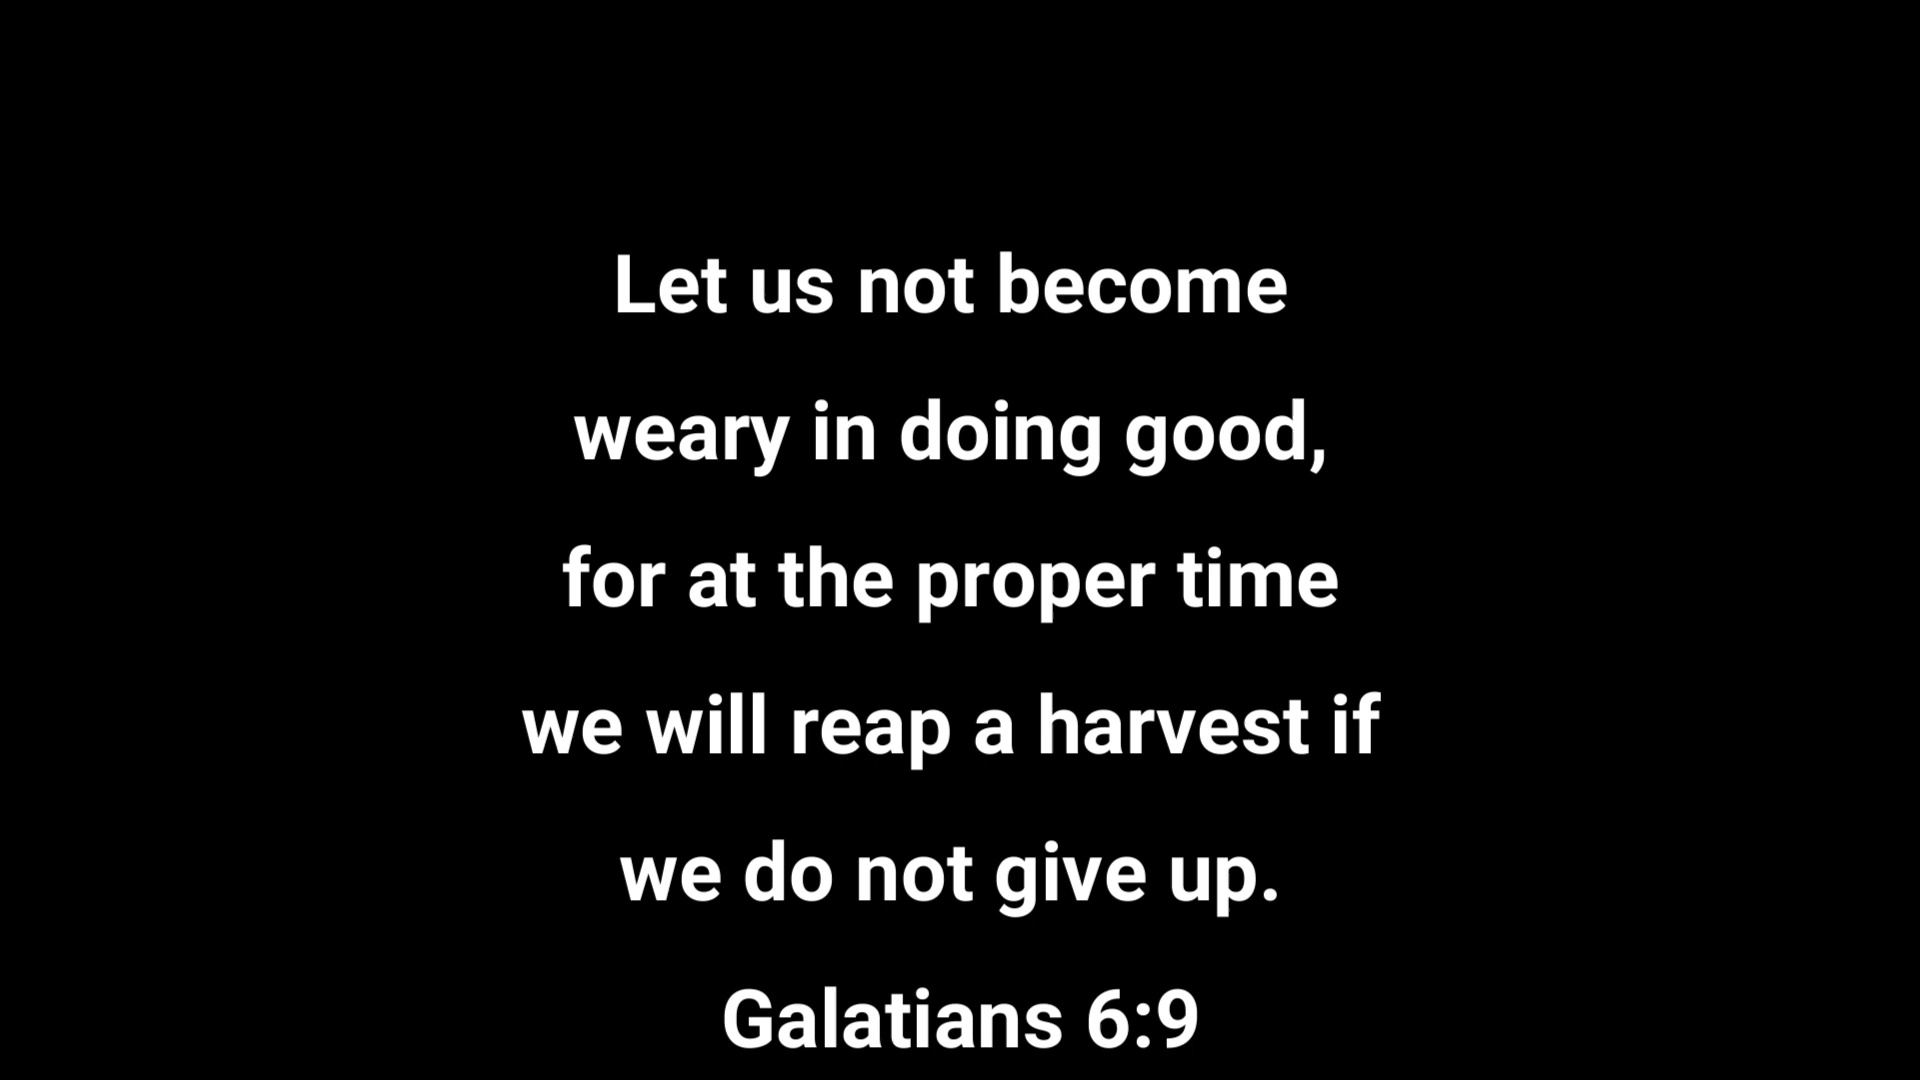 Let us not become
weary in doing good,
for at the proper time
we will reap a harvest if
we do not give up.
Galatians 6:9